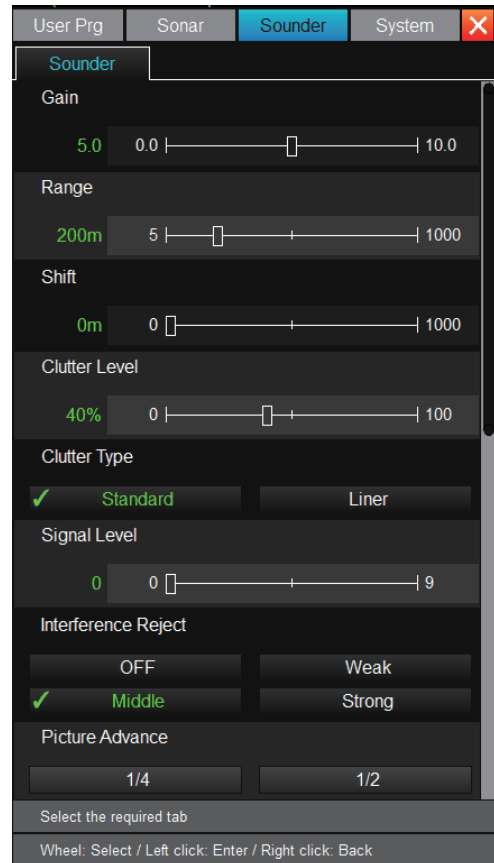 User Prg Sonar Sounder System
Sounder
Gain
5.0 0.0 10.0
Range
200m 5 1000
Shift
0m 0 1000
Clutter Level
40% 0 100
Clutter Type
✓ Standard Liner
Signal Level
0 0 9
Interference Reject
OFF Weak
✓ Middle Strong
Picture Advance
1/4 1/2
Select the required tab
Wheel: Select / Left click: Enter / Right click: Back